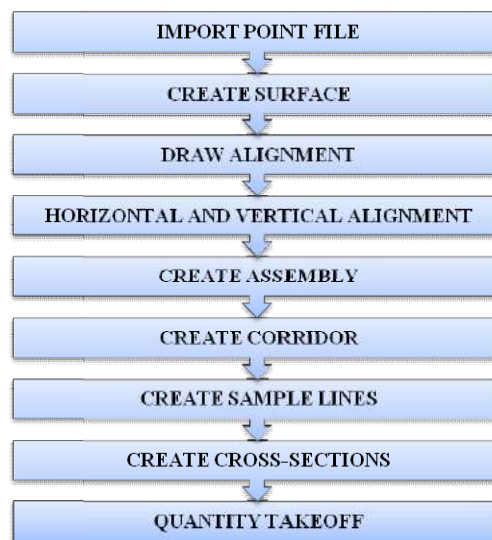 IMPORT POINT FILE
CREATE SURFACE
DRAW ALIGNMENT
HORIZONTAL AND VERTICAL ALIGNMENT
CREATE ASSEMBLY
CREATE CORRIDOR
CREATE SAMPLE LINES
CREATE CROSS-SECTIONS
QUANTITY TAKEOFF